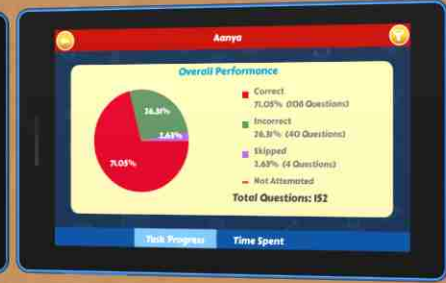 Aanya
Overall Performance
26.31%
2.63%
71.05%
Correct
71.05% (108 Questions)
Incorrect
26.31% (40 Questions)
Skipped
2.63% (4 Questions)
Not Attemated
Total Questions: 152
Task Progress
Time Spent